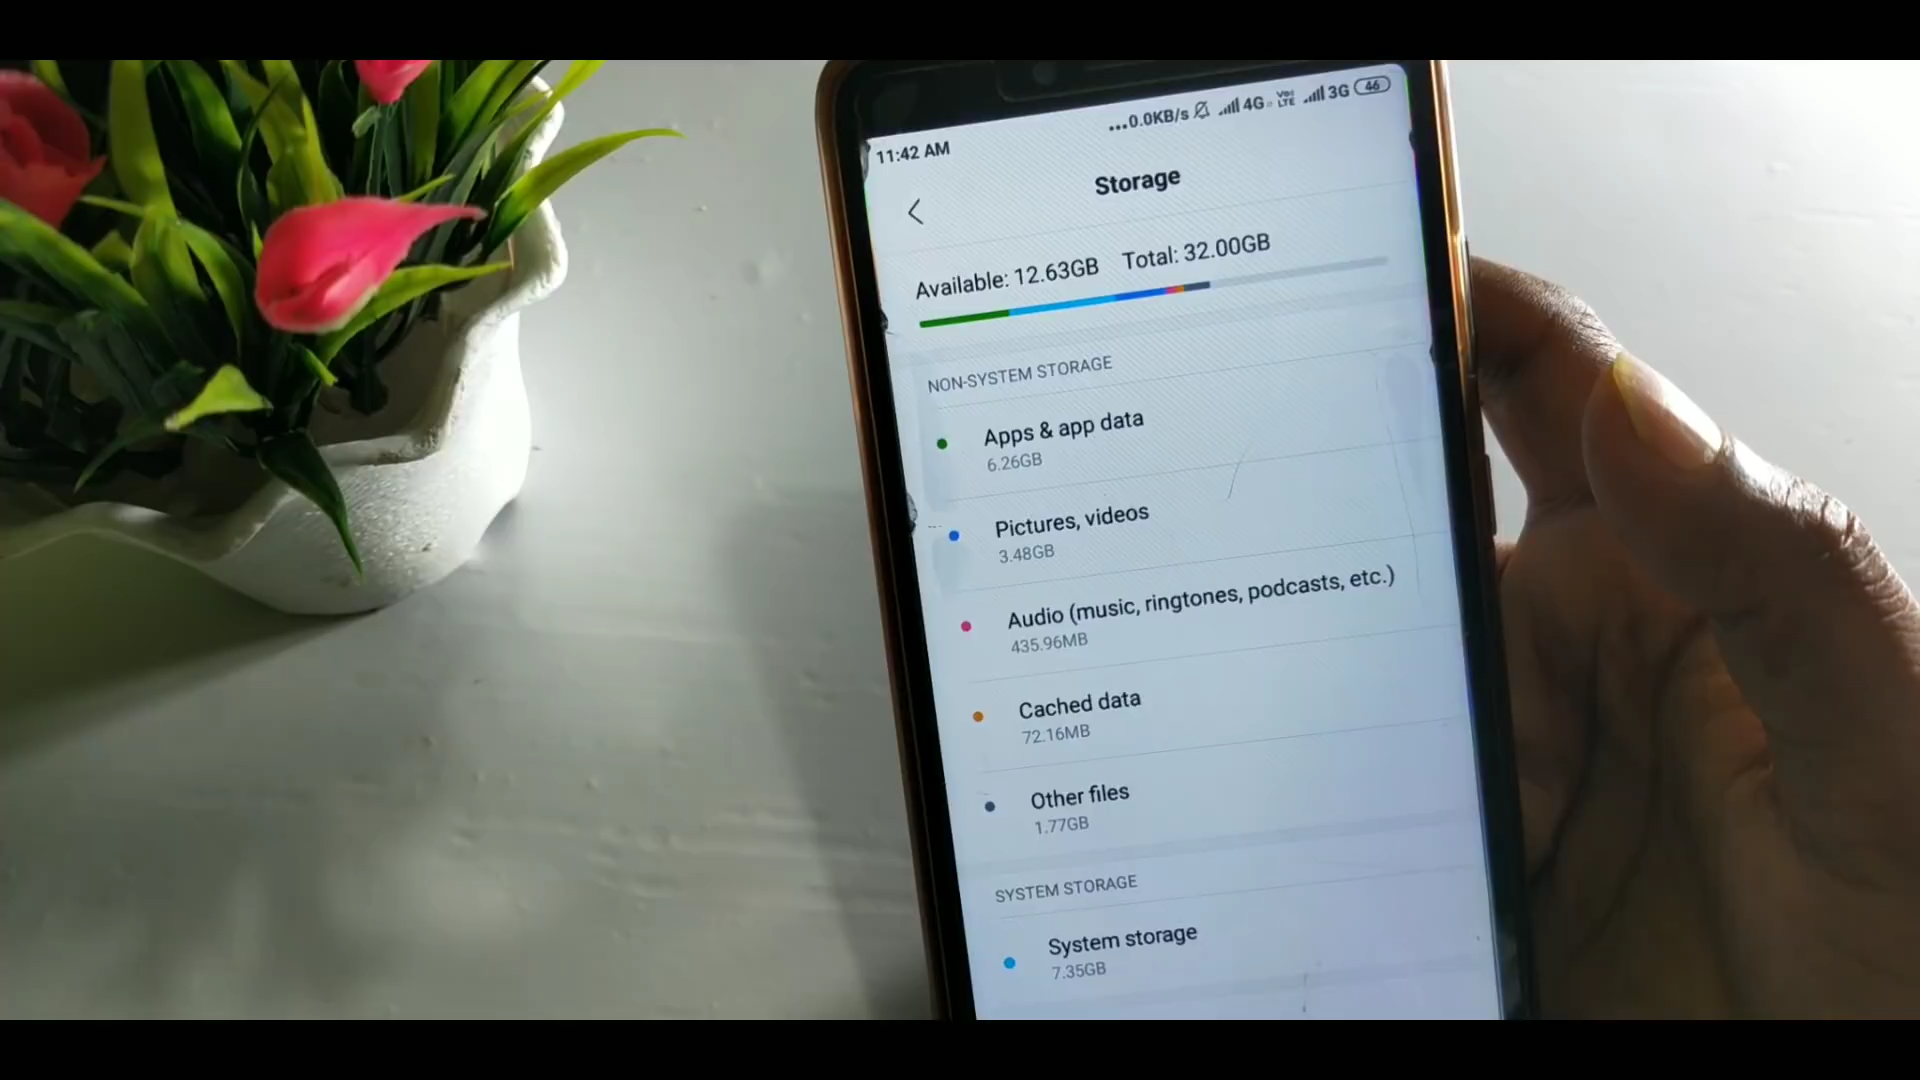 11:42 AM ...0.0KB/s 4G Vo LTE 3G 46
Storage
Available: 12.63GB Total: 32.00GB
NON-SYSTEM STORAGE
Apps & app data
6.26GB
Pictures, videos
3.48GB
Audio (music, ringtones, podcasts, etc.)
435.96MB
Cached data
72.16MB
Other files
1.77GB
SYSTEM STORAGE
System storage
7.35GB